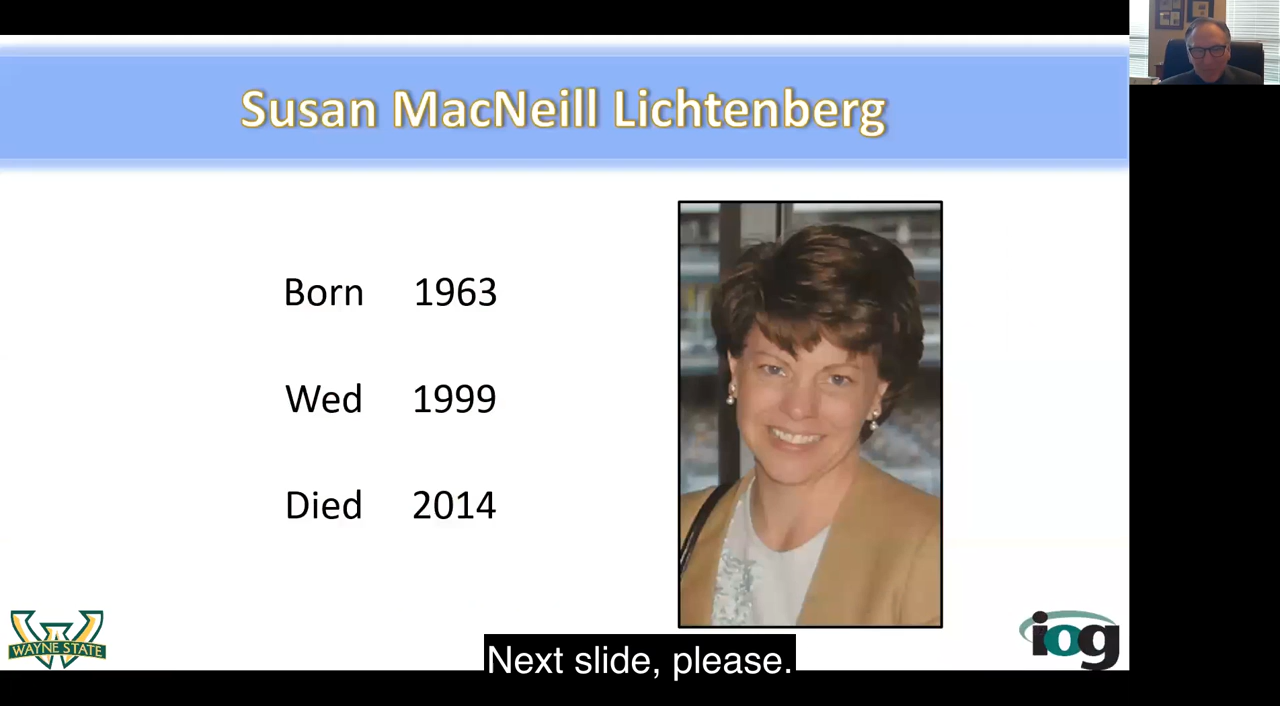 Susan MacNeill Lichtenberg
Born 1963
Wed 1999
Died 2014
WAYNE STATE
iog
Next slide, please.